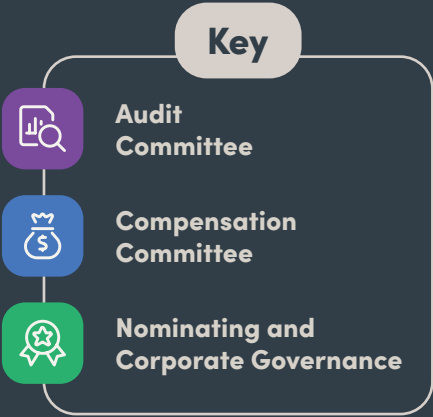 Key
Audit
Committee
Compensation
Committee
$
Nominating and
Corporate Governance